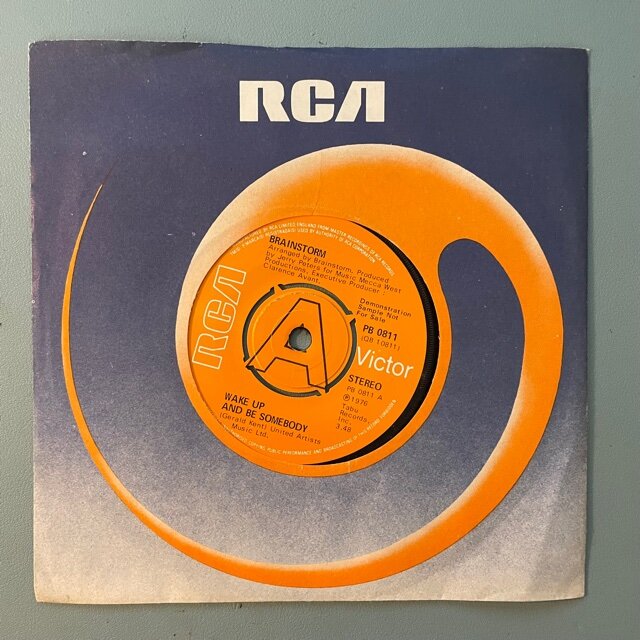 RCA
BRAINSTORM
Arranged by Brainstorm, Produced
by Jerry Peters for Music Mecca West
Productions, Executive Producer
Clarence Avant.
Demonstration
Sample Not
For Sale
PB 0811
(QB 10811)
RCA
A
Victor
STEREO
PB 0811 A
Ⓟ1976
Tabu
Records
Inc.
3.48
WAKE UP
AND BE SOMEBODY
(Gerald Kent) United Artists
Music Ltd.